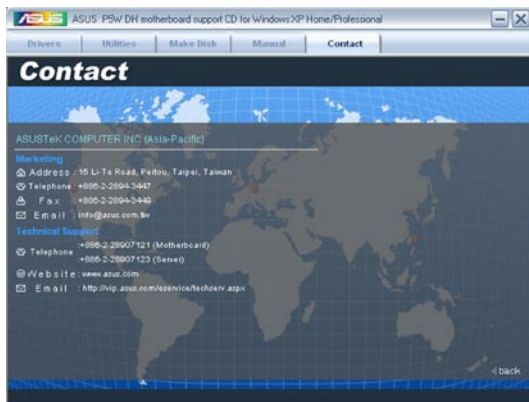 ASUS ASUS P5W DH motherboard support CD for Windows XP Home/Professional
Drivers Utilities Make Disk Manual Contact
Contact
ASUSTeK COMPUTER INC (Asia-Pacific)
Marketing
Address : 15 Li-Te Road, Peitou, Taipei, Taiwan
Telephone : +886-2-2894-3447
Fax : +886-2-2894-3449
Email : info@asus.com.tw
Technical Support
Telephone :+886-2-28907121 (Motherboard)
:+886-2-28907123 (Server)
Website : www.asus.com
Email : http://vip.asus.com/eservice/techserv.aspx
back